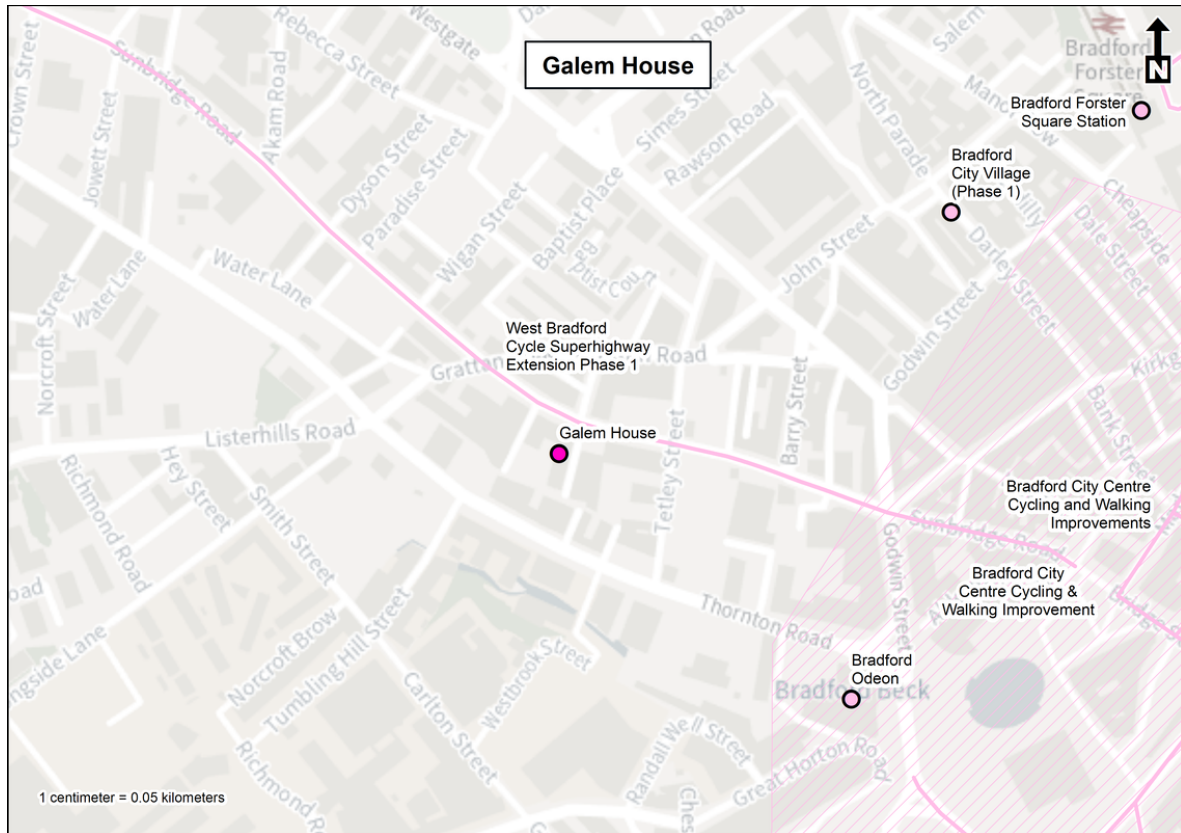 Galem House
N
Bradford
Forster
Square
Bradford Forster
Square Station
Bradford
City Village
(Phase 1)
West Bradford
Cycle Superhighway
Extension Phase 1
Galem House
Bradford City Centre
Cycling and Walking
Improvements
Bradford City
Centre Cycling &
Walking Improvement
Bradford
Odeon
Bradford Beck
Crown Street
Sunbridge Road
Jowett Street
Akam Road
Rebecca Street
Westgate
Dyson Street
Paradise Street
Wigan Street
Baptist Place
Simes Street
Rawson Road
North Parade
Manor Row
Cheapside
Dale Street
Darley Street
John Street
Godwin Street
Bank Street
Water Lane
Water Lane
Norcroft Street
Listerhills Road
Richmond Road
Hey Street
Smith Street
Tetley Street
Barry Street
Sunbridge Road
Godwin Street
Thornton Road
Norcroft Brow
Tumbling Hill Street
Carlton Street
Westbrook Street
Randall Well Street
Great Horton Road
Richmond Road
1 centimeter = 0.05 kilometers